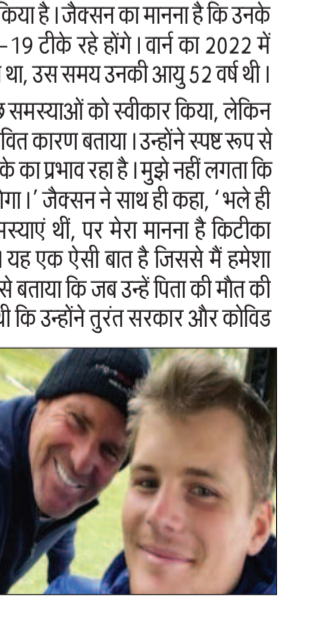 किया है। जैक्सन का मानना है कि उनके
-19 टीके रहे होंगे। वार्न का 2022 में
था, उस समय उनकी आयु 52 वर्ष थी।
समस्याओं को स्वीकार किया, लेकिन
वित कारण बताया। उन्होंने स्पष्ट रूप से
के का प्रभाव रहा है। मुझे नहीं लगता कि
ोगा।’ जैक्सन ने साथ ही कहा, ‘भले ही
मस्याएं थीं, पर मेरा मानना है किटीका
। यह एक ऐसी बात है जिससे मैं हमेशा
से बताया कि जब उन्हें पिता की मौत की
थी कि उन्होंने तुरंत सरकार और कोविड